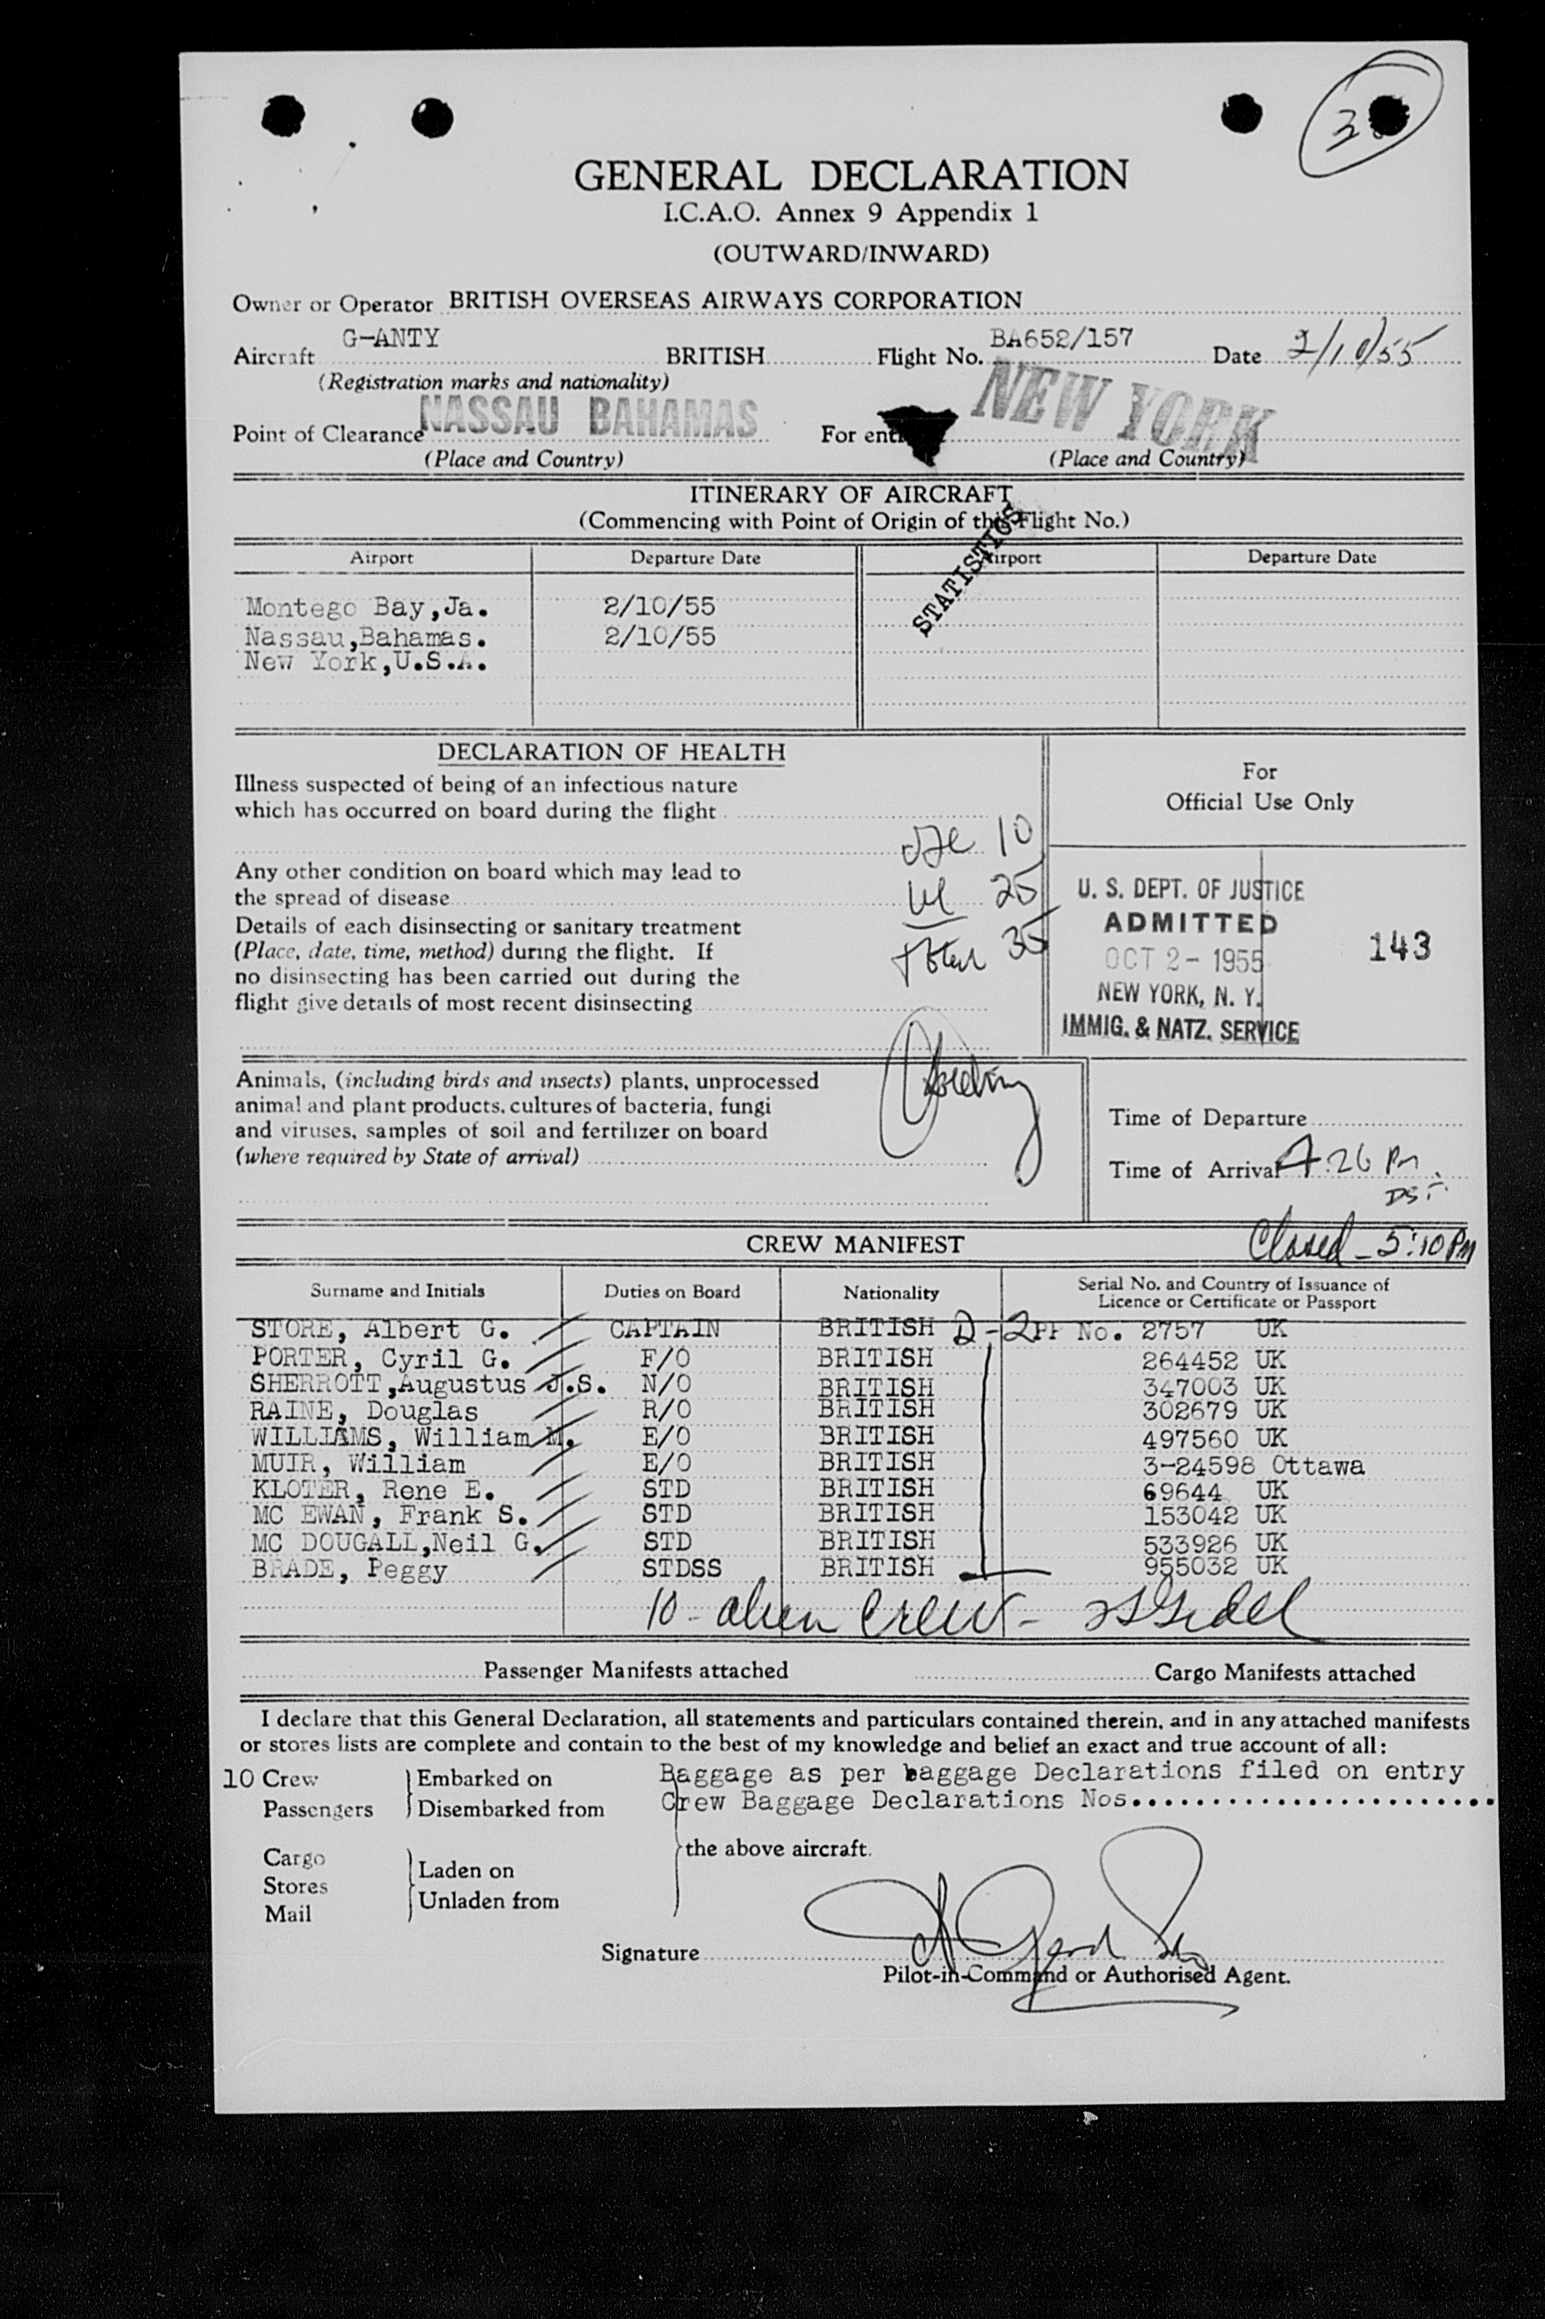 GENERAL DECLARATION
I.C.A.O. Annex 9 Appendix 1
(OUTWARD/INWARD)
Owner or Operator BRITISH OVERSEAS AIRWAYS CORPORATION
Aircraft G-ANTY BRITISH Flight No. BA652/157 Date 2/10/55
(Registration marks and nationality)
Point of Clearance NASSAU BAHAMAS For NEW YORK
(Place and Country) (Place and Country)
ITINERARY OF AIRCRAFT
(Commencing with Point of Origin of this Flight No.)
STATISTICS
Airport Departure Date Airport Departure Date
Montego Bay,Ja. 2/10/55
Nassau,Bahamas. 2/10/55
New York,U.S.A.
DECLARATION OF HEALTH
Illness suspected of being of an infectious nature
which has occurred on board during the flight
10
Any other condition on board which may lead to
the spread of disease 25
Details of each disinsecting or sanitary treatment
(Place, date, time, method) during the flight. If
Total 35
no disinsecting has been carried out during the
flight give details of most recent disinsecting
For
Official Use Only
U. S. DEPT. OF JUSTICE
ADMITTED
OCT 2- 1955
143
NEW YORK, N. Y.
IMMIG. & NATZ. SERVICE
Animals, (including birds and insects) plants, unprocessed
animal and plant products, cultures of bacteria, fungi
and viruses, samples of soil and fertilizer on board
(where required by State of arrival)
Time of Departure
Time of Arrival 4:26 Pm
DST
Closed - 5:10 Pm
CREW MANIFEST
Surname and Initials Duties on Board Nationality Serial No. and Country of Issuance of
Licence or Certificate or Passport
STORE, Albert G. CAPTAIN BRITISH D-2 PP No. 2757 UK
PORTER, Cyril G. F/O BRITISH 264452 UK
SHERROTT,Augustus J.S. N/O BRITISH 347003 UK
RAINE, Douglas R/O BRITISH 302679 UK
WILLIAMS, William M. E/O BRITISH 497560 UK
MUIR, William E/O BRITISH 3-24598 Ottawa
KLOTER, Rene E. STD BRITISH 69644 UK
MC EWAN, Frank S. STD BRITISH 153042 UK
MC DOUGALL,Neil G. STD BRITISH 533926 UK
BRADE, Peggy STDSS BRITISH 955032 UK
10 - alien crew -
Passenger Manifests attached Cargo Manifests attached
I declare that this General Declaration, all statements and particulars contained therein, and in any attached manifests
or stores lists are complete and contain to the best of my knowledge and belief an exact and true account of all:
10 Crew Embarked on Baggage as per baggage Declarations filed on entry
Passengers Disembarked from Crew Baggage Declarations Nos.......................
the above aircraft.
Cargo
Laden on
Stores
Unladen from
Mail
Signature
Pilot-in-Command or Authorised Agent.